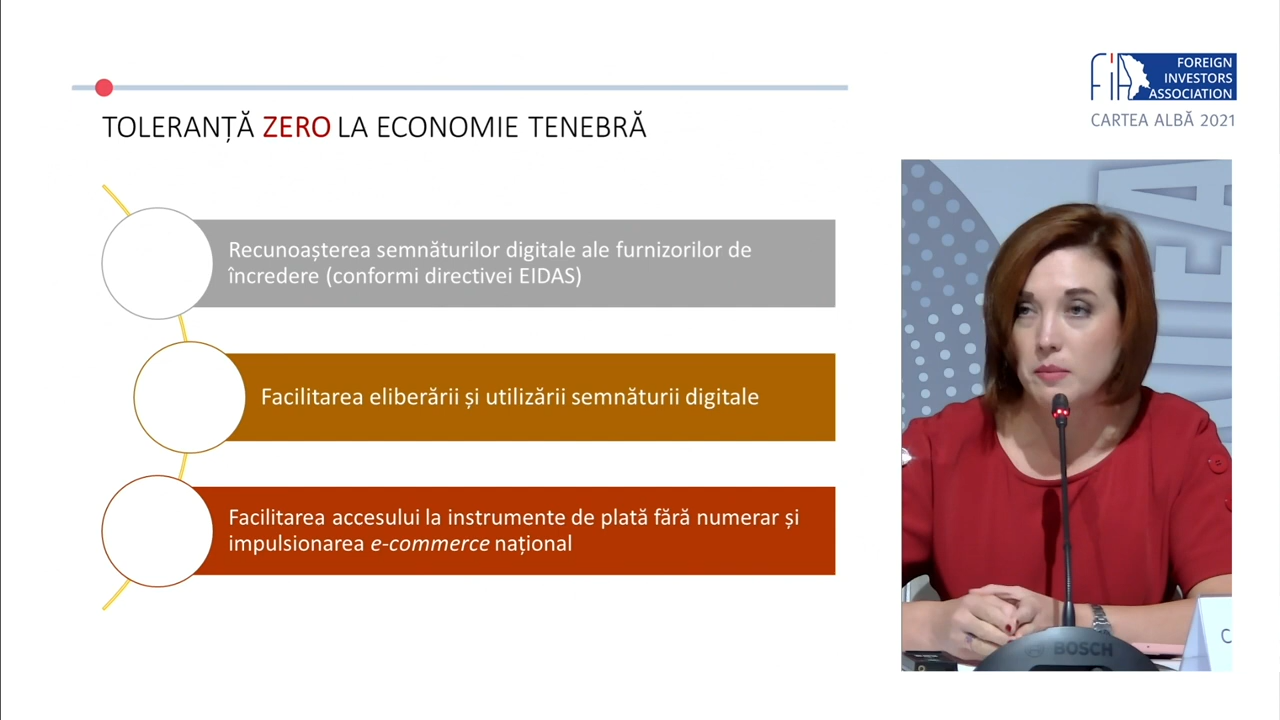 FOREIGN
INVESTORS
ASSOCIATION
CARTEA ALBĂ 2021
TOLERANȚĂ ZERO LA ECONOMIE TENEBRĂ
Recunoașterea semnăturilor digitale ale furnizorilor de
încredere (conformi directivei EIDAS)
Facilitarea eliberării și utilizării semnăturii digitale
Facilitarea accesului la instrumente de plată fără numerar și
impulsionarea e-commerce național
BOSCH